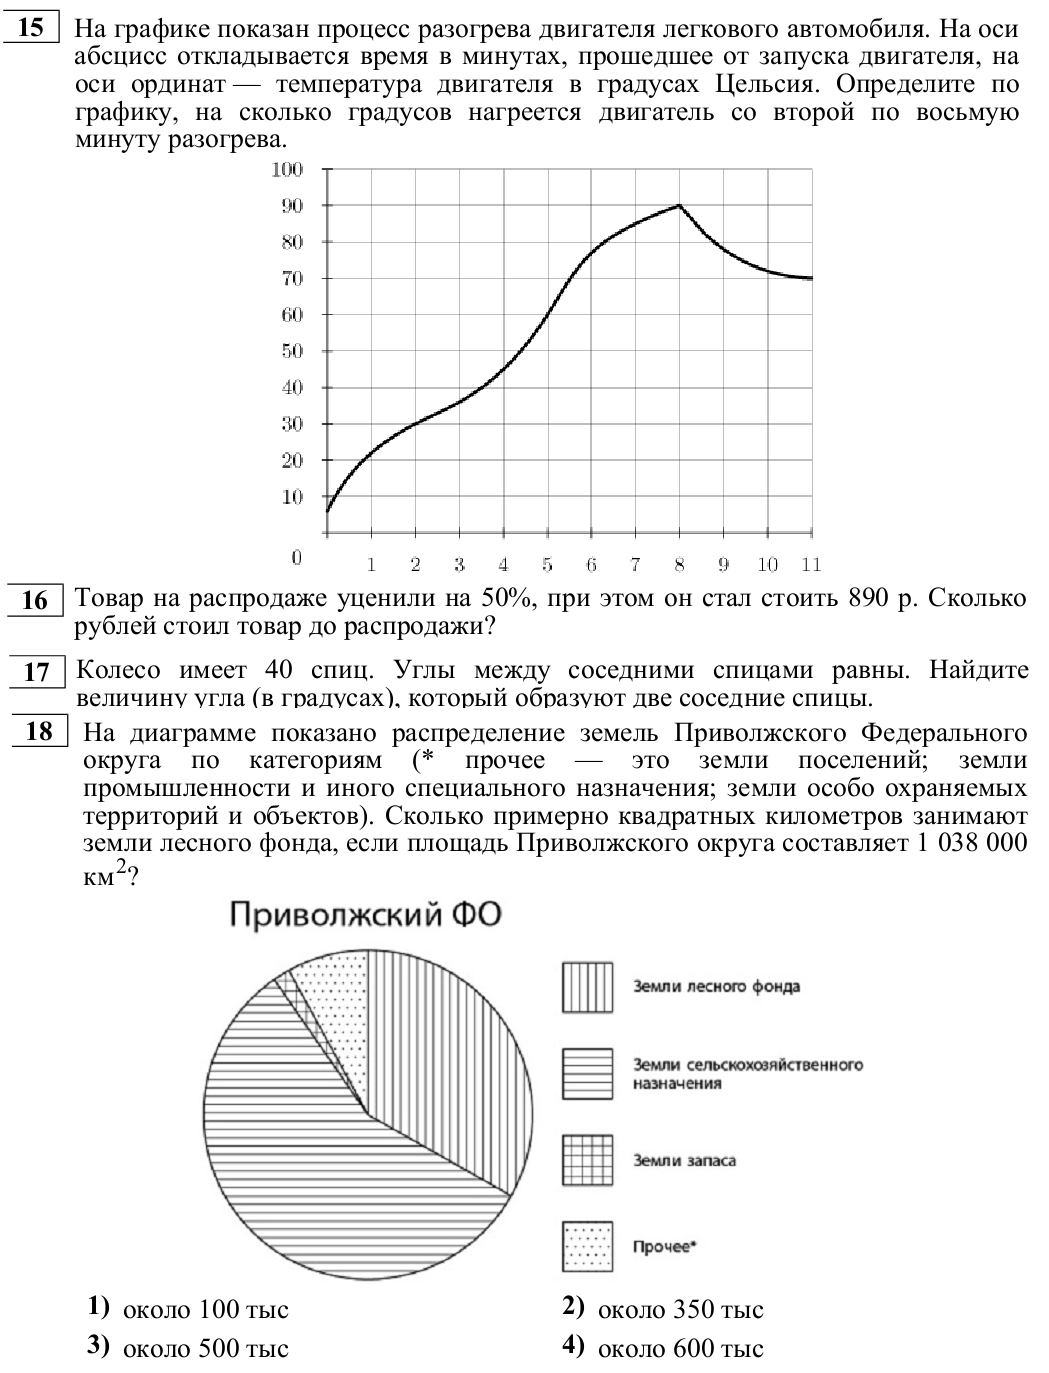 15 На графике показан процесс разогрева двигателя легкового автомобиля. На оси
абсцисс откладывается время в минутах, прошедшее от запуска двигателя, на
оси ординат — температура двигателя в градусах Цельсия. Определите по
графику, на сколько градусов нагреется двигатель со второй по восьмую
минуту разогрева.
100
90
80
70
60
50
40
30
20
10
0 1 2 3 4 5 6 7 8 9 10 11
16 Товар на распродаже уценили на 50%, при этом он стал стоить 890 р. Сколько
рублей стоил товар до распродажи?
17 Колесо имеет 40 спиц. Углы между соседними спицами равны. Найдите
величину угла (в градусах), который образуют две соседние спицы.
18 На диаграмме показано распределение земель Приволжского Федерального
округа по категориям (* прочее — это земли поселений; земли
промышленности и иного специального назначения; земли особо охраняемых
территорий и объектов). Сколько примерно квадратных километров занимают
земли лесного фонда, если площадь Приволжского округа составляет 1 038 000
км²?
Приволжский ФО
Земли лесного фонда
Земли сельскохозяйственного
назначения
Земли запаса
Прочее*
1) около 100 тыс 2) около 350 тыс
3) около 500 тыс 4) около 600 тыс